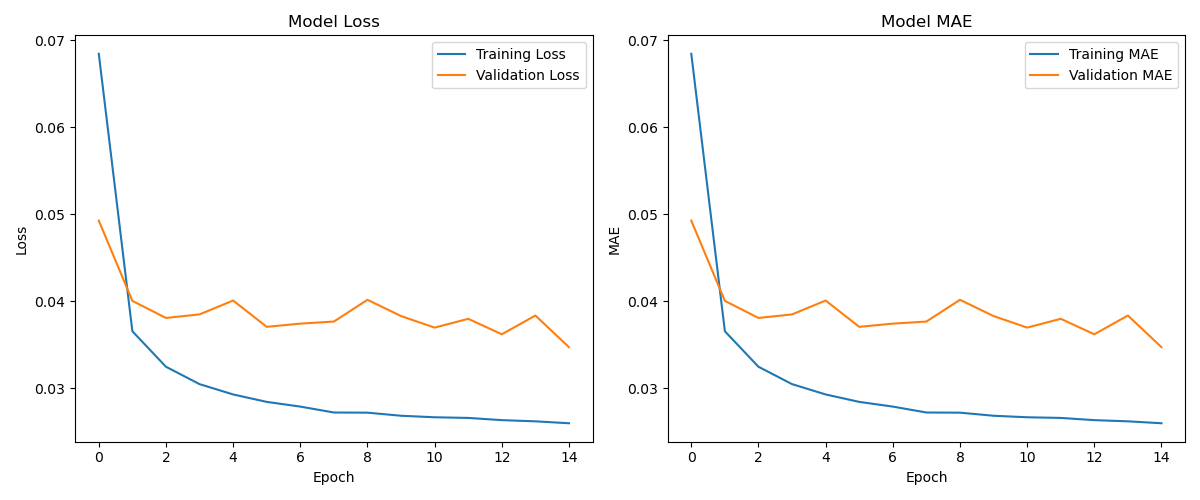 Model Loss
Training Loss
Validation Loss
0.07
0.06
0.05
0.04
0.03
Loss
0 2 4 6 8 10 12 14
Epoch
Model MAE
Training MAE
Validation MAE
0.07
0.06
0.05
0.04
0.03
MAE
0 2 4 6 8 10 12 14
Epoch